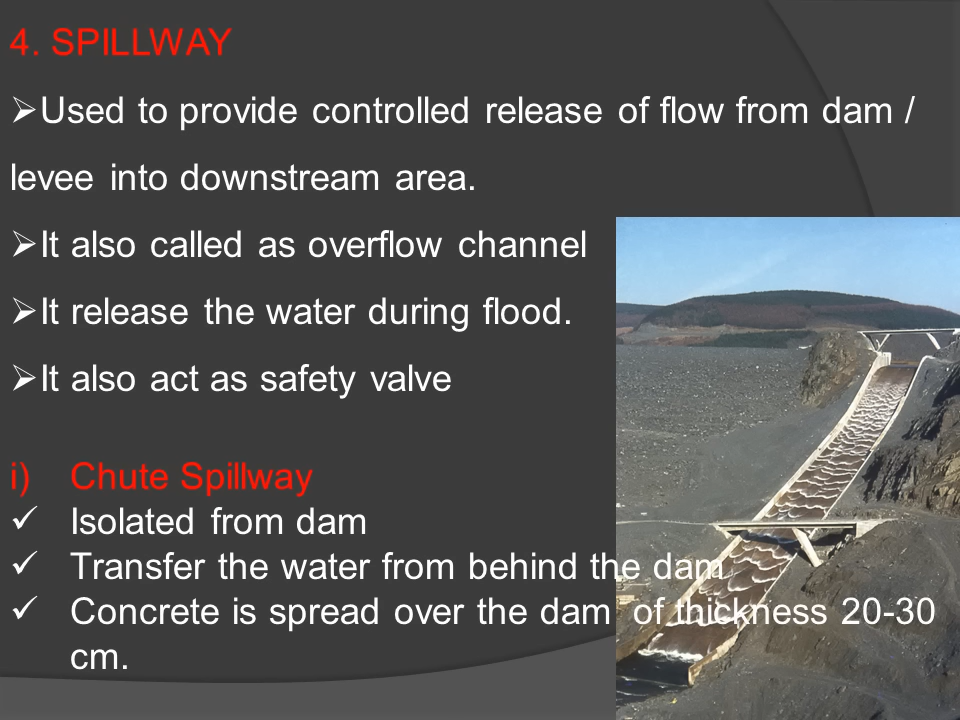 4. SPILLWAY
➢Used to provide controlled release of flow from dam /
levee into downstream area.
➢It also called as overflow channel
➢It release the water during flood.
➢It also act as safety valve
i) Chute Spillway
✓ Isolated from dam
✓ Transfer the water from behind the dam
✓ Concrete is spread over the dam of thickness 20-30
cm.